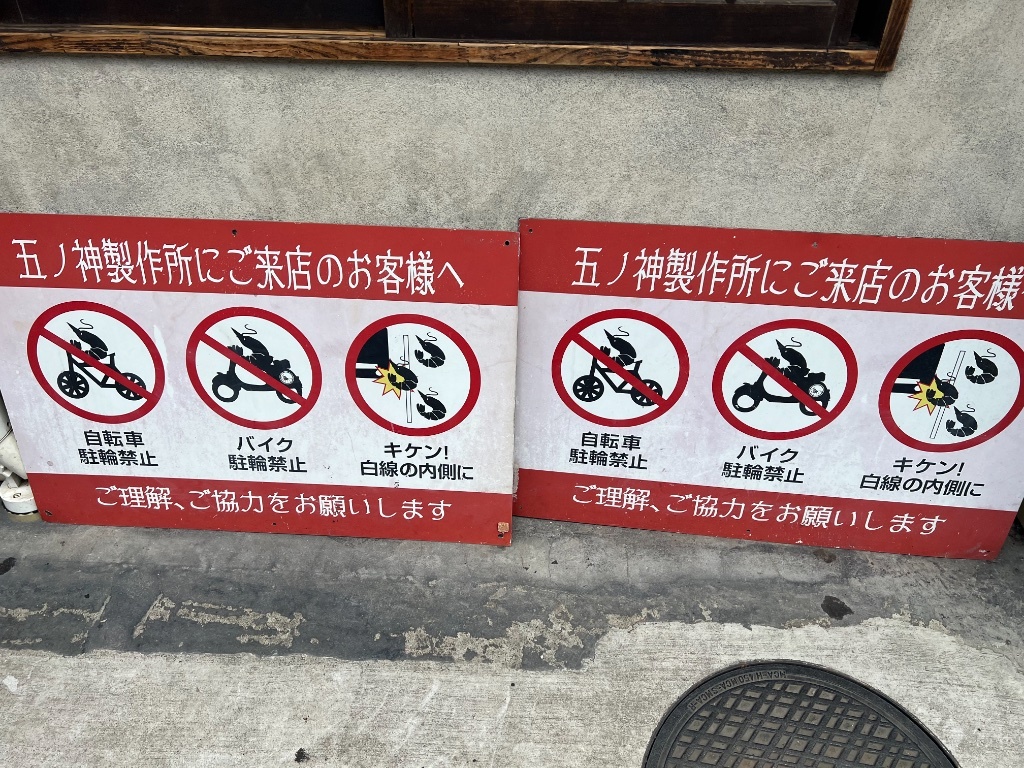 五ノ神製作所にご来店のお客様へ
自転車
駐輪禁止
バイク
駐輪禁止
キケン!
白線の内側に
ご理解、ご協力をお願いします
五ノ神製作所にご来店のお客様
自転車
駐輪禁止
バイク
駐輪禁止
キケン!
白線の内側に
ご理解、ご協力をお願いします